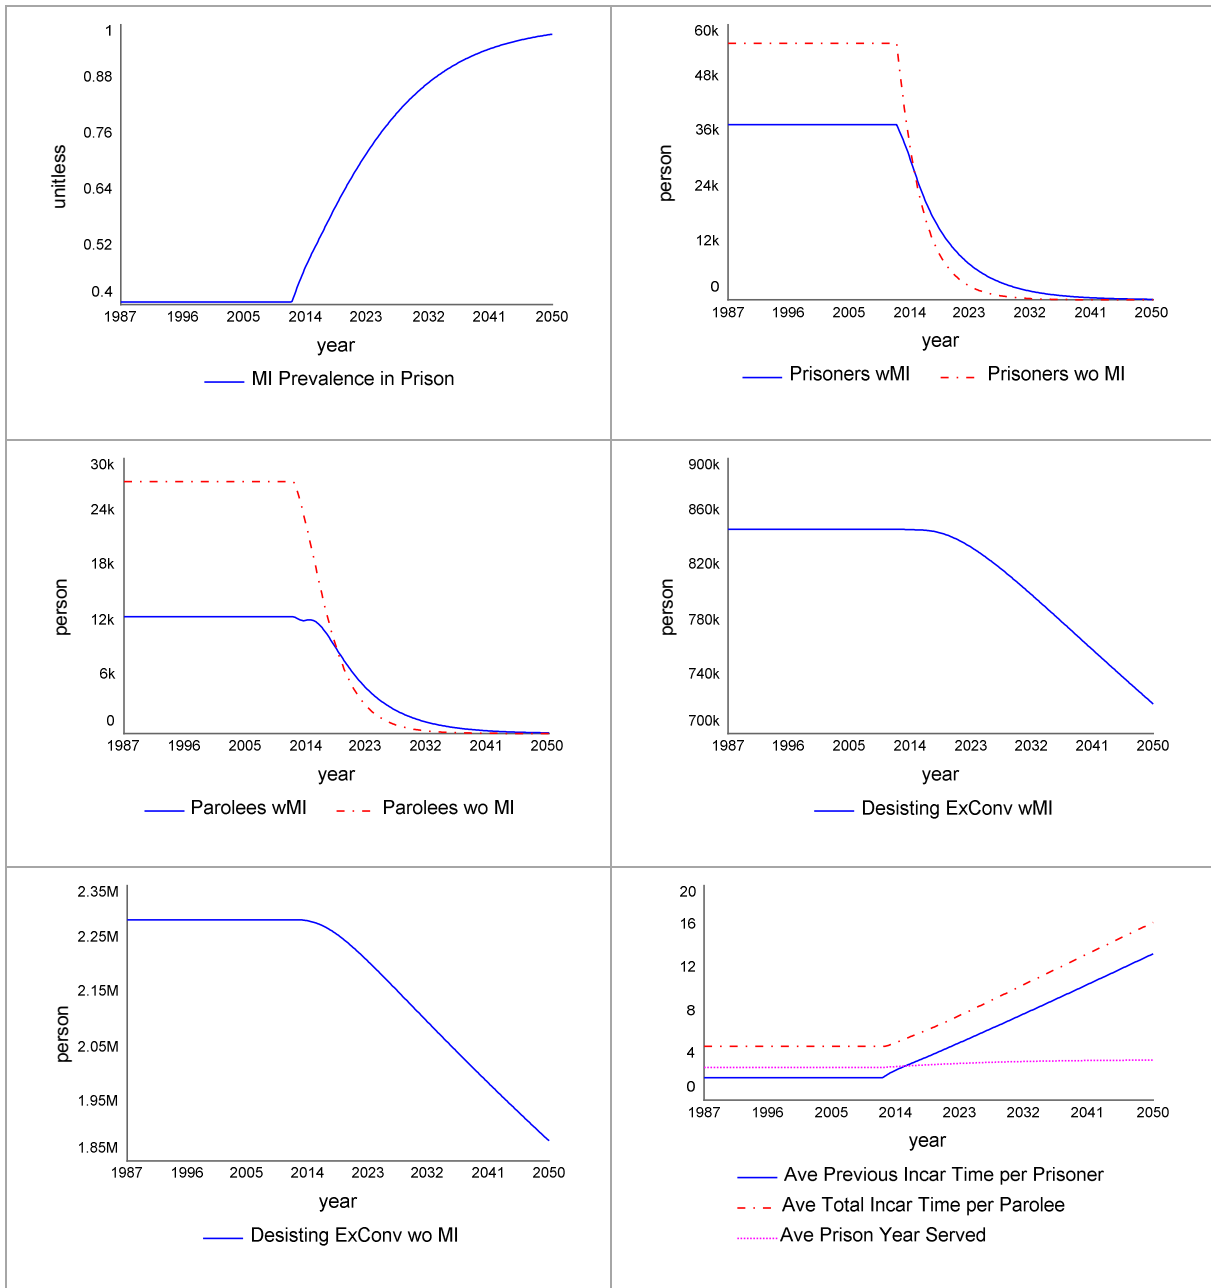 1
0.88
0.76
0.64
0.52
0.4
unitless
1987 1996 2005 2014 2023 2032 2041 2050
year
MI Prevalence in Prison
60k
48k
36k
24k
12k
0
person
1987 1996 2005 2014 2023 2032 2041 2050
year
Prisoners wMI Prisoners wo MI
30k
24k
18k
12k
6k
0
person
1987 1996 2005 2014 2023 2032 2041 2050
year
Parolees wMI Parolees wo MI
900k
860k
820k
780k
740k
700k
person
1987 1996 2005 2014 2023 2032 2041 2050
year
Desisting ExConv wMI
2.35M
2.25M
2.15M
2.05M
1.95M
1.85M
person
1987 1996 2005 2014 2023 2032 2041 2050
year
Desisting ExConv wo MI
20
16
12
8
4
0
1987 1996 2005 2014 2023 2032 2041 2050
year
Ave Previous Incar Time per Prisoner
Ave Total Incar Time per Parolee
Ave Prison Year Served